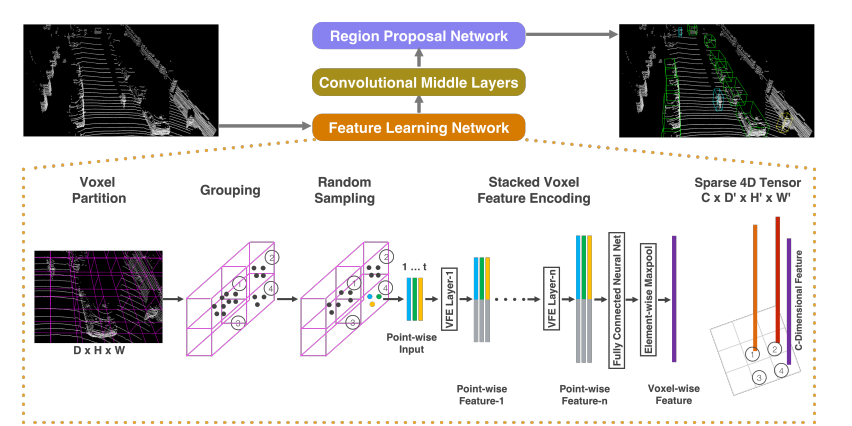 Region Proposal Network
Convolutional Middle Layers
Feature Learning Network
Voxel
Partition
Grouping
Random
Sampling
Stacked Voxel
Feature Encoding
Sparse 4D Tensor
C x D' x H' x W'
D x H x W
1
2
3
4
1
2
3
4
1 ... t
Point-wise
Input
VFE Layer-1
Point-wise
Feature-1
VFE Layer-n
Point-wise
Feature-n
Fully Connected Neural Net
Element-wise Maxpool
Voxel-wise
Feature
1
2
3
4
C-Dimensional Feature